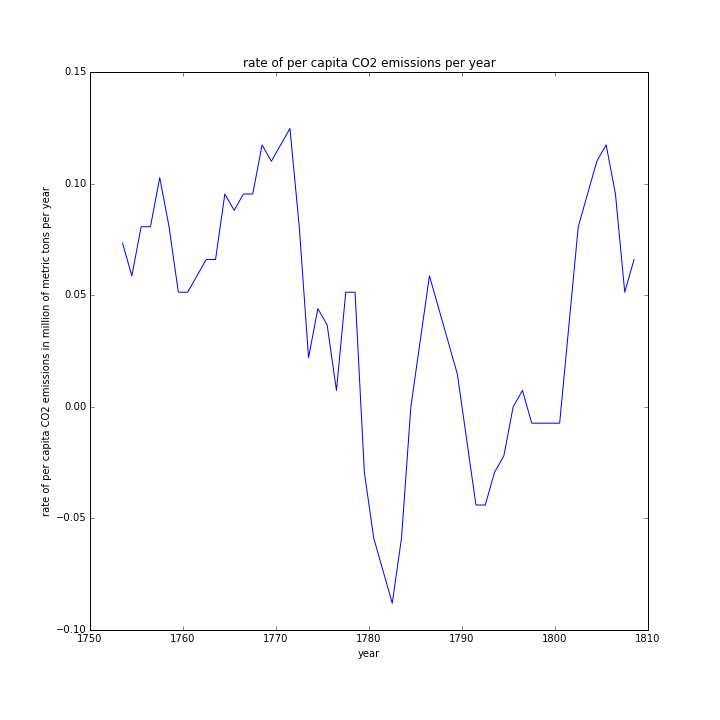 rate of per capita CO2 emissions per year
0.15
0.10
0.05
0.00
−0.05
−0.10
rate of per capita CO2 emissions in million of metric tons per year
1750 1760 1770 1780 1790 1800 1810
year